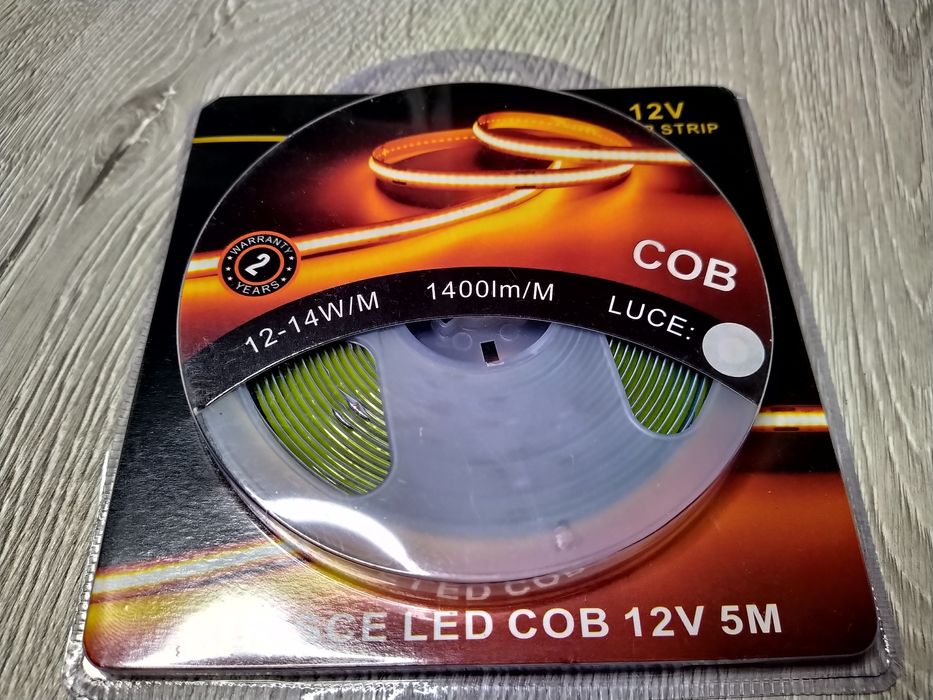 12V
STRIP
WARRANTY
2
YEARS
COB
12-14W/M 1400lm/M LUCE:
LED COB
LED COB 12V 5M